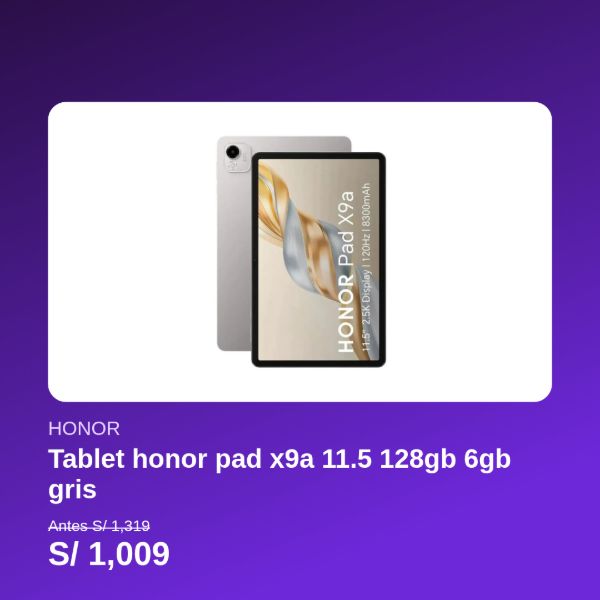 HONOR Pad X9a
11.5" 2.5K Display | 120Hz | 8300mAh
HONOR
Tablet honor pad x9a 11.5 128gb 6gb
gris
Antes S/ 1,319
S/ 1,009